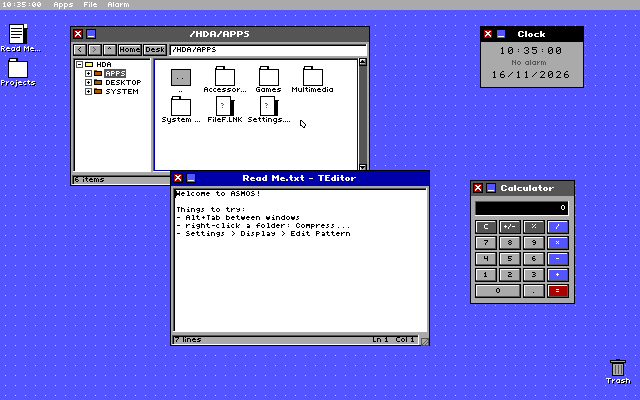 10:35:00 Apps File Alarm
Read Me...
Projects
/HDA/APPS
< > ^ Home Desk /HDA/APPS
HDA
APPS
DESKTOP
SYSTEM
..
Accessor...
Games
Multimedia
System ...
FileF.LNK
Settings....
6 items
Clock
10:35:00
No alarm
16/11/2026
Read Me.txt - TEditor
Welcome to ASMOS!
Things to try:
- Alt+Tab between windows
- right-click a folder: Compress...
- Settings > Display > Edit Pattern
7 lines Ln 1 Col 1
Calculator
0
C +/- % /
7 8 9 *
4 5 6 -
1 2 3 +
0 . =
Trash